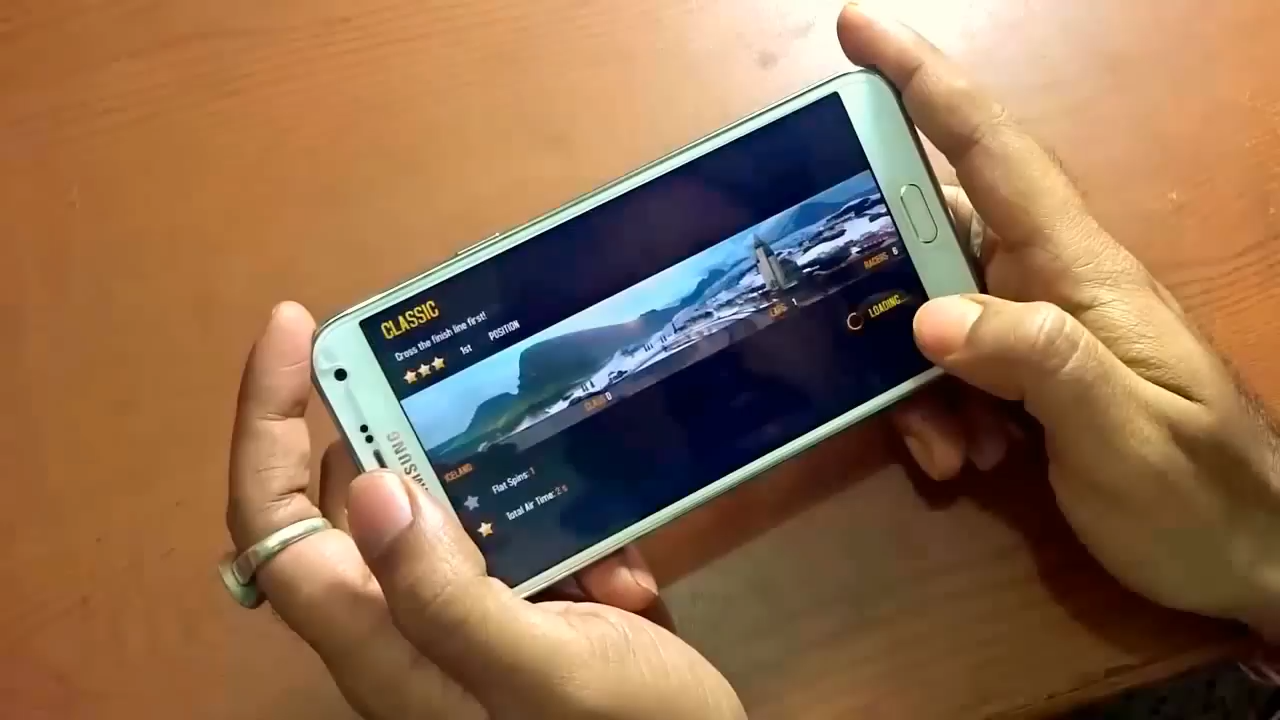 CLASSIC
Cross the finish line first!
1st POSITION
ICELAND
CLASS 0
LAPS 1
RACERS 6
LOADING...
Flat Spins: 1
Total Air Time: 2 s
SAMSUNG